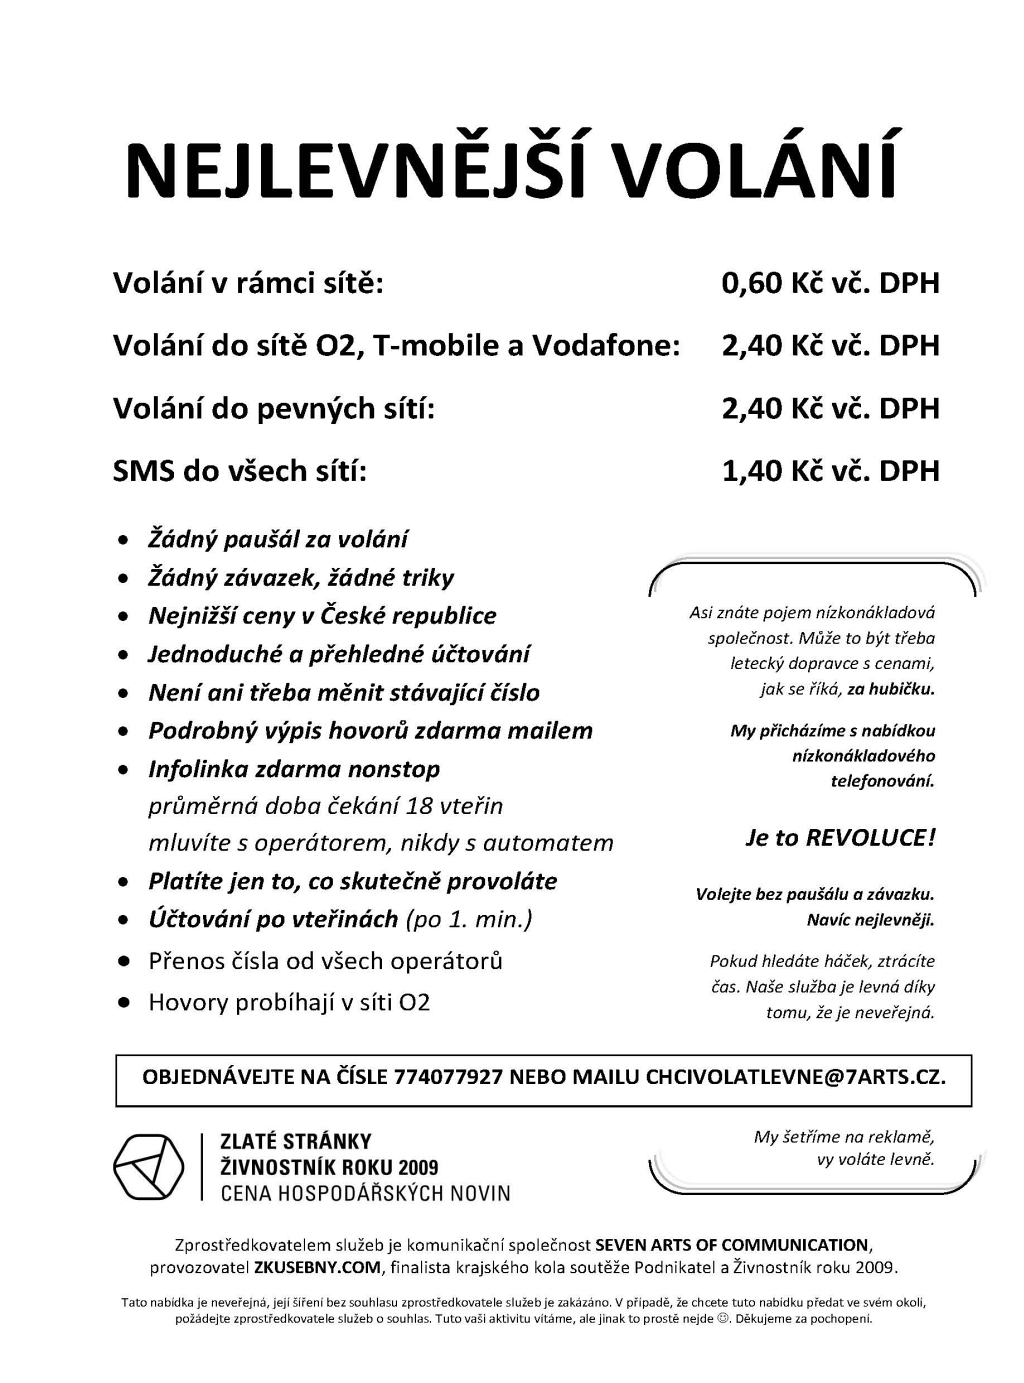 NEJLEVNĚJŠÍ VOLÁNÍ
Volání v rámci sítě: 0,60 Kč vč. DPH
Volání do sítě O2, T-mobile a Vodafone: 2,40 Kč vč. DPH
Volání do pevných sítí: 2,40 Kč vč. DPH
SMS do všech sítí: 1,40 Kč vč. DPH
• Žádný paušál za volání
• Žádný závazek, žádné triky
• Nejnižší ceny v České republice
• Jednoduché a přehledné účtování
• Není ani třeba měnit stávající číslo
• Podrobný výpis hovorů zdarma mailem
• Infolinka zdarma nonstop
průměrná doba čekání 18 vteřin
mluvíte s operátorem, nikdy s automatem
• Platíte jen to, co skutečně provoláte
• Účtování po vteřinách (po 1. min.)
• Přenos čísla od všech operátorů
• Hovory probíhají v síti O2
Asi znáte pojem nízkonákladová
společnost. Může to být třeba
letecký dopravce s cenami,
jak se říká, za hubičku.
My přicházíme s nabídkou
nízkonákladového
telefonování.
Je to REVOLUCE!
Volejte bez paušálu a závazku.
Navíc nejlevněji.
Pokud hledáte háček, ztrácíte
čas. Naše služba je levná díky
tomu, že je neveřejná.
OBJEDNÁVEJTE NA ČÍSLE 774077927 NEBO MAILU CHCIVOLATLEVNE@7ARTS.CZ.
ZLATÉ STRÁNKY
ŽIVNOSTNÍK ROKU 2009
CENA HOSPODÁŘSKÝCH NOVIN
My šetříme na reklamě,
vy voláte levně.
Zprostředkovatelem služeb je komunikační společnost SEVEN ARTS OF COMMUNICATION,
provozovatel ZKUSEBNY.COM, finalista krajského kola soutěže Podnikatel a Živnostník roku 2009.
Tato nabídka je neveřejná, její šíření bez souhlasu zprostředkovatele služeb je zakázáno. V případě, že chcete tuto nabídku předat ve svém okolí,
požádejte zprostředkovatele služeb o souhlas. Tuto vaši aktivitu vítáme, ale jinak to prostě nejde ☺. Děkujeme za pochopení.